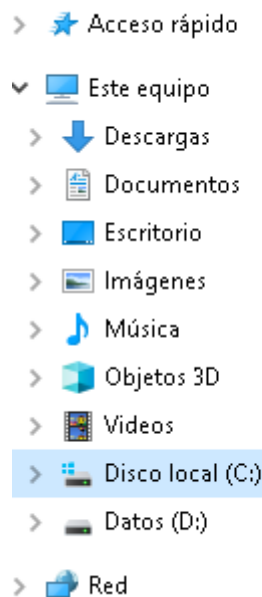 Acceso rápido
Este equipo
Descargas
Documentos
Escritorio
Imágenes
Música
Objetos 3D
Videos
Disco local (C:)
Datos (D:)
Red